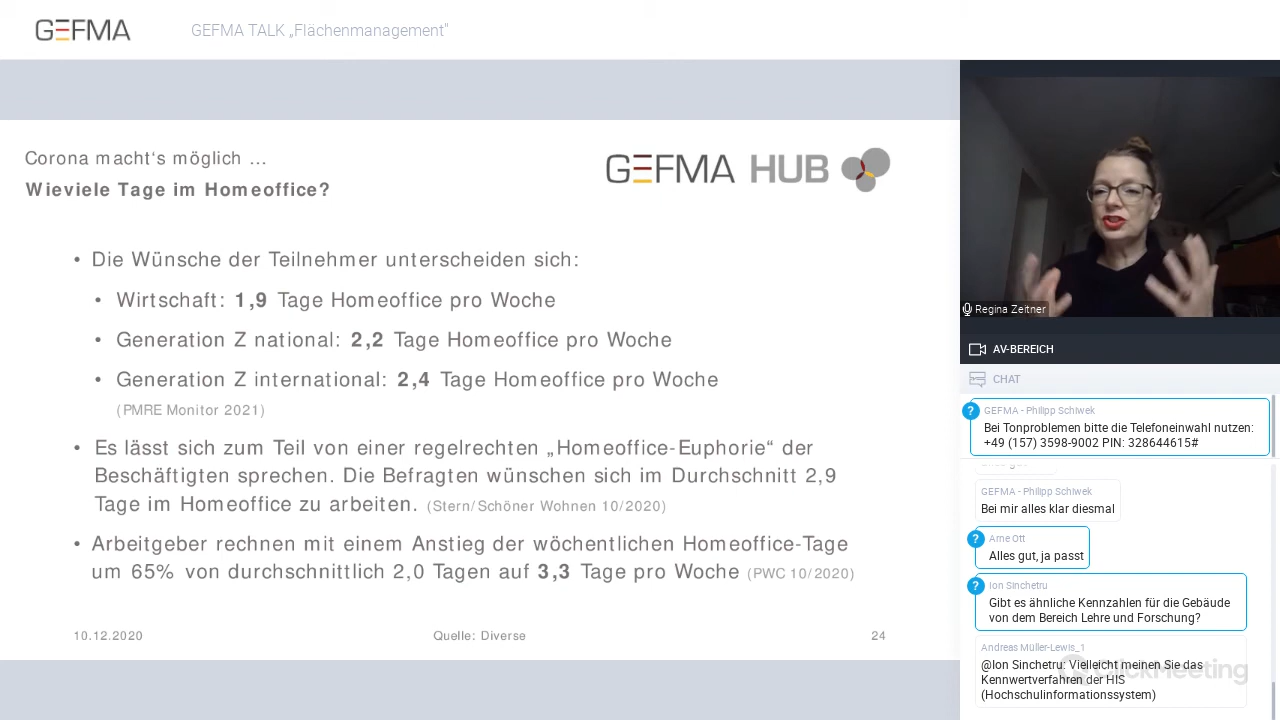 GEFMA
GEFMA TALK „Flächenmanagement"
Corona macht's möglich ...
Wieviele Tage im Homeoffice?
GEFMA HUB
• Die Wünsche der Teilnehmer unterscheiden sich:
• Wirtschaft: 1,9 Tage Homeoffice pro Woche
• Generation Z national: 2,2 Tage Homeoffice pro Woche
• Generation Z international: 2,4 Tage Homeoffice pro Woche
(PMRE Monitor 2021)
• Es lässt sich zum Teil von einer regelrechten „Homeoffice-Euphorie“ der
Beschäftigten sprechen. Die Befragten wünschen sich im Durchschnitt 2,9
Tage im Homeoffice zu arbeiten. (Stern/Schöner Wohnen 10/2020)
• Arbeitgeber rechnen mit einem Anstieg der wöchentlichen Homeoffice-Tage
um 65% von durchschnittlich 2,0 Tagen auf 3,3 Tage pro Woche (PWC 10/2020)
10.12.2020
Quelle: Diverse
24
Regina Zeitner
AV-BEREICH
CHAT
? GEFMA - Philipp Schiwek
Bei Tonproblemen bitte die Telefoneinwahl nutzen:
+49 (157) 3598-9002 PIN: 328644615#
GEFMA - Philipp Schiwek
Bei mir alles klar diesmal
? Arne Ott
Alles gut, ja passt
? Ion Sinchetru
Gibt es ähnliche Kennzahlen für die Gebäude
von dem Bereich Lehre und Forschung?
Andreas Müller-Lewis_1
@Ion Sinchetru: Vielleicht meinen Sie das
Kennwertverfahren der HIS
(Hochschulinformationssystem)
ClickMeeting